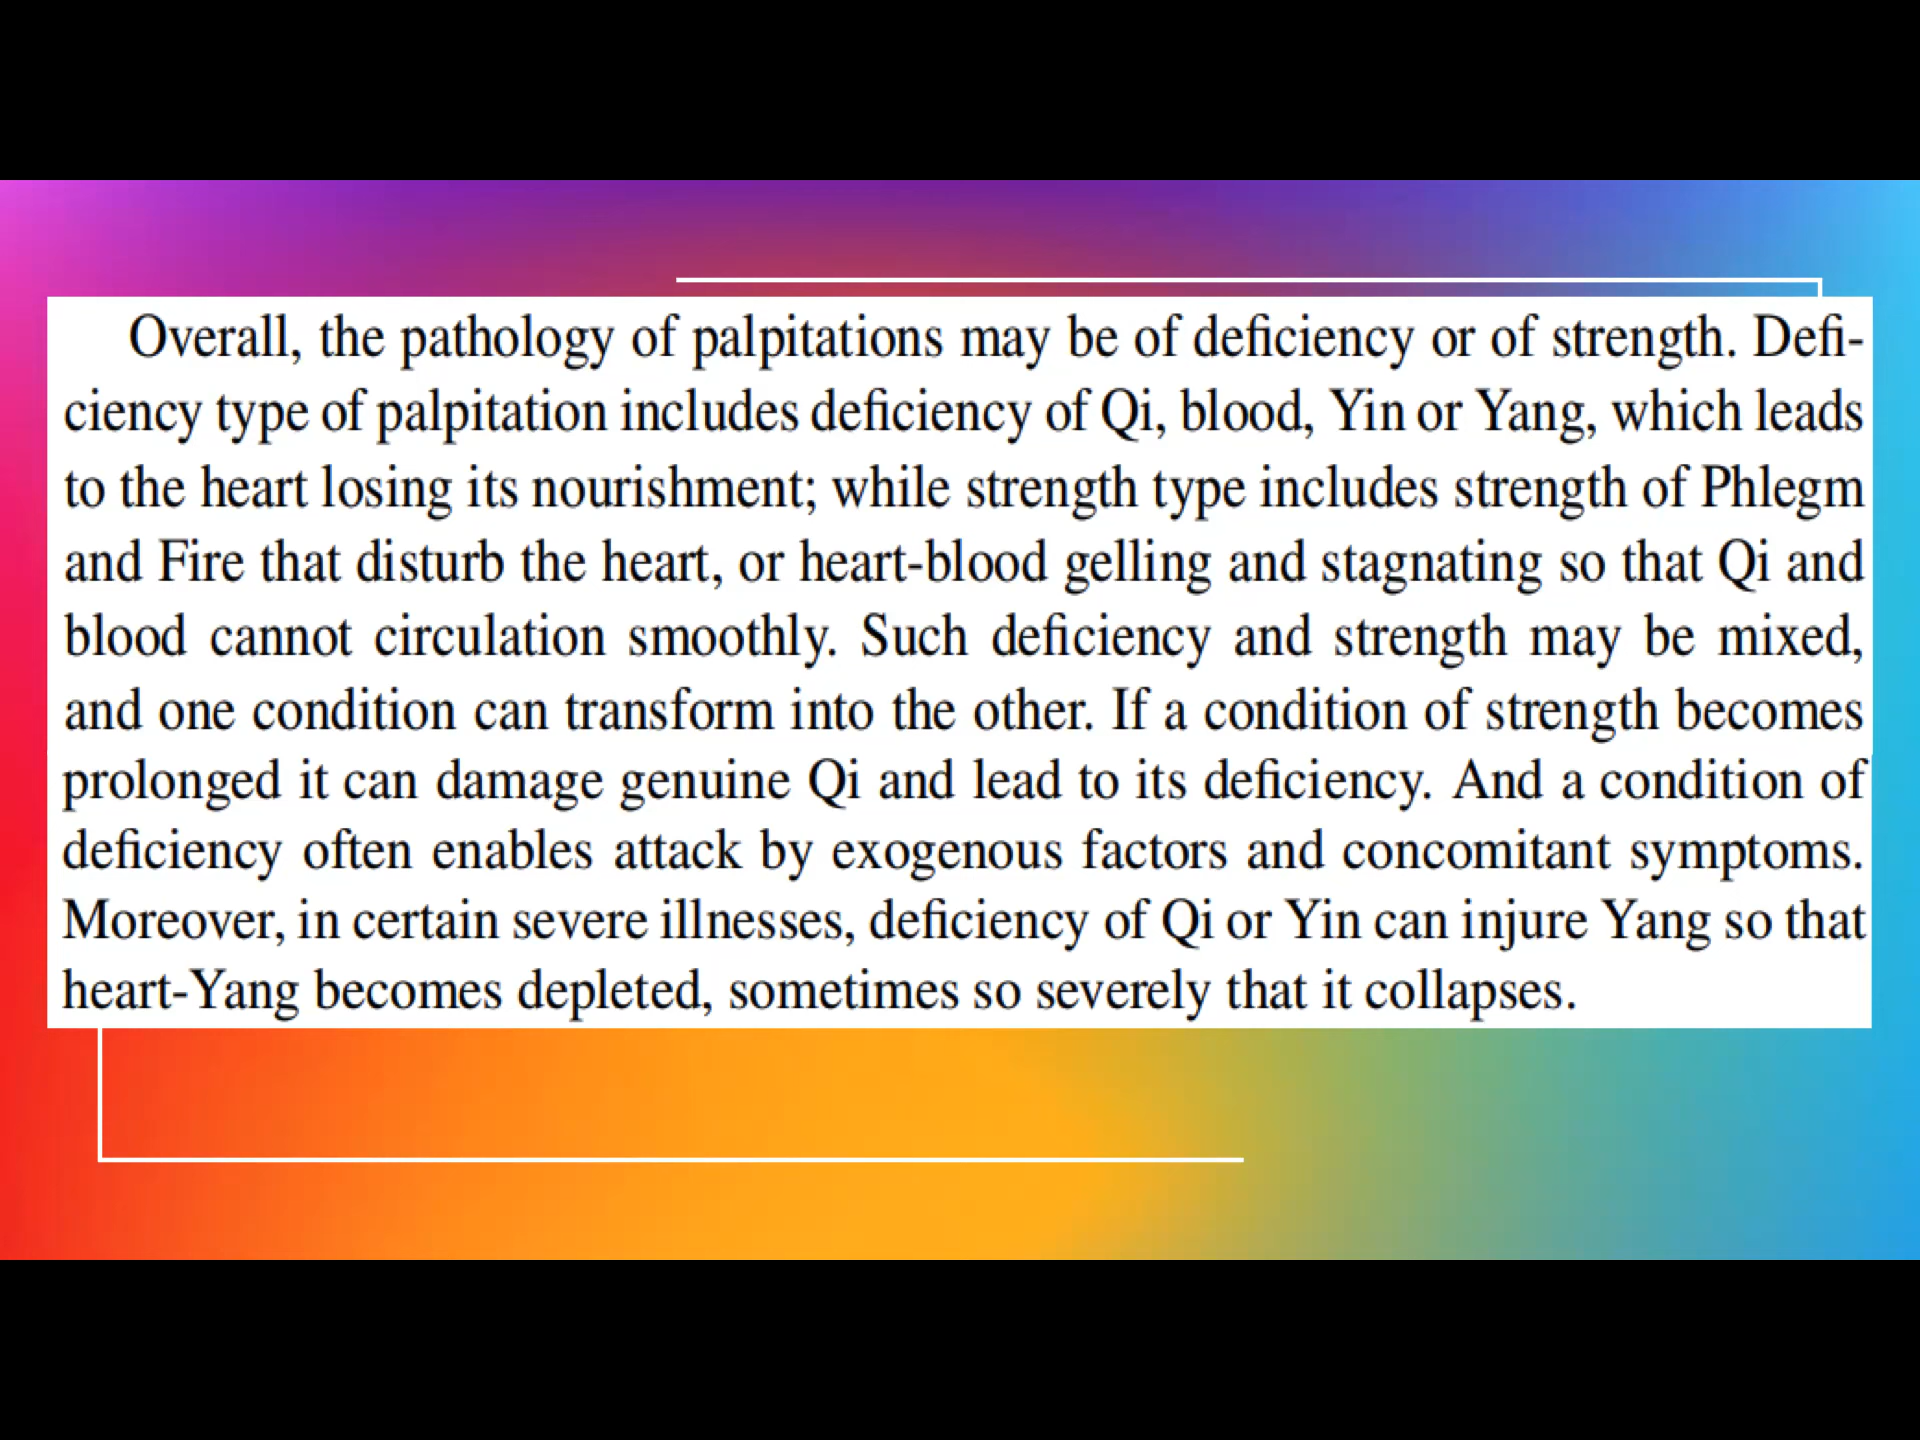 Overall, the pathology of palpitations may be of deficiency or of strength. Defi-
ciency type of palpitation includes deficiency of Qi, blood, Yin or Yang, which leads
to the heart losing its nourishment; while strength type includes strength of Phlegm
and Fire that disturb the heart, or heart-blood gelling and stagnating so that Qi and
blood cannot circulation smoothly. Such deficiency and strength may be mixed,
and one condition can transform into the other. If a condition of strength becomes
prolonged it can damage genuine Qi and lead to its deficiency. And a condition of
deficiency often enables attack by exogenous factors and concomitant symptoms.
Moreover, in certain severe illnesses, deficiency of Qi or Yin can injure Yang so that
heart-Yang becomes depleted, sometimes so severely that it collapses.